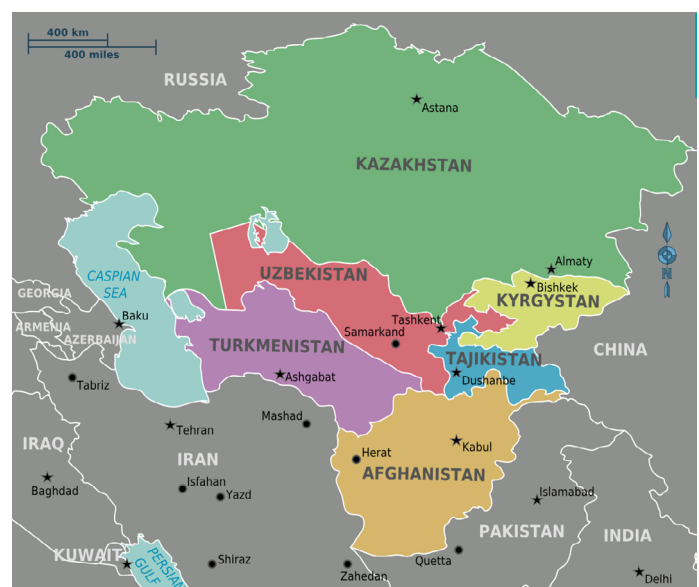 400 km
400 miles
RUSSIA
Astana
KAZAKHSTAN
CASPIAN
SEA
UZBEKISTAN
Almaty
N
Bishkek
GEORGIA
KYRGYSTAN
Baku
ARMENIA
Tashkent
AZERBAIJAN
Samarkand
TURKMENISTAN
CHINA
TAJIKISTAN
Ashgabat
Dushanbe
Tabriz
Mashad
Tehran
IRAQ
Kabul
IRAN
Herat
AFGHANISTAN
Baghdad
Isfahan
Yazd
Islamabad
PAKISTAN
INDIA
KUWAIT
PERSIAN
GULF
Shiraz
Quetta
Zahedan
Delhi